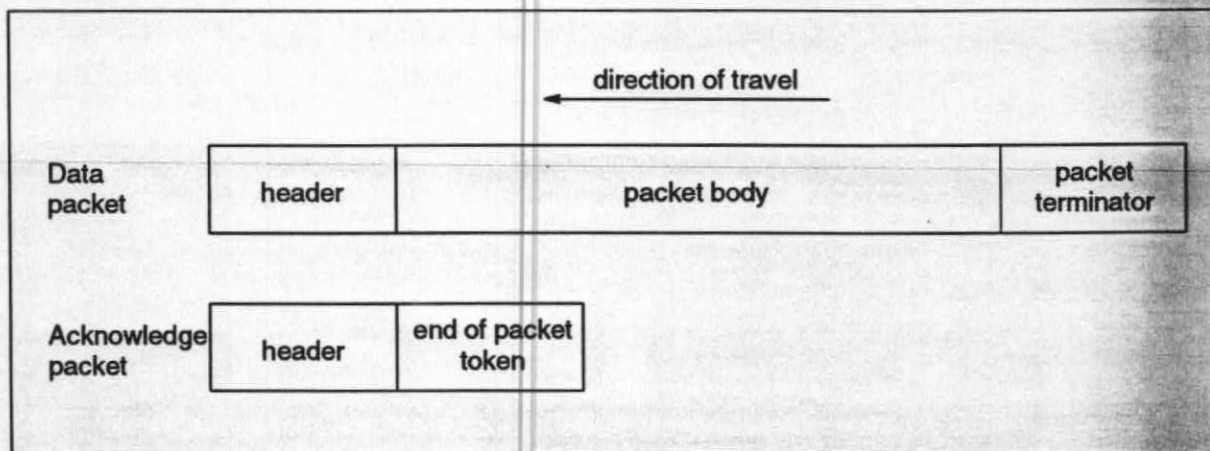 direction of travel
Data
packet
header
packet body
packet
terminator
Acknowledge
packet
header
end of packet
token